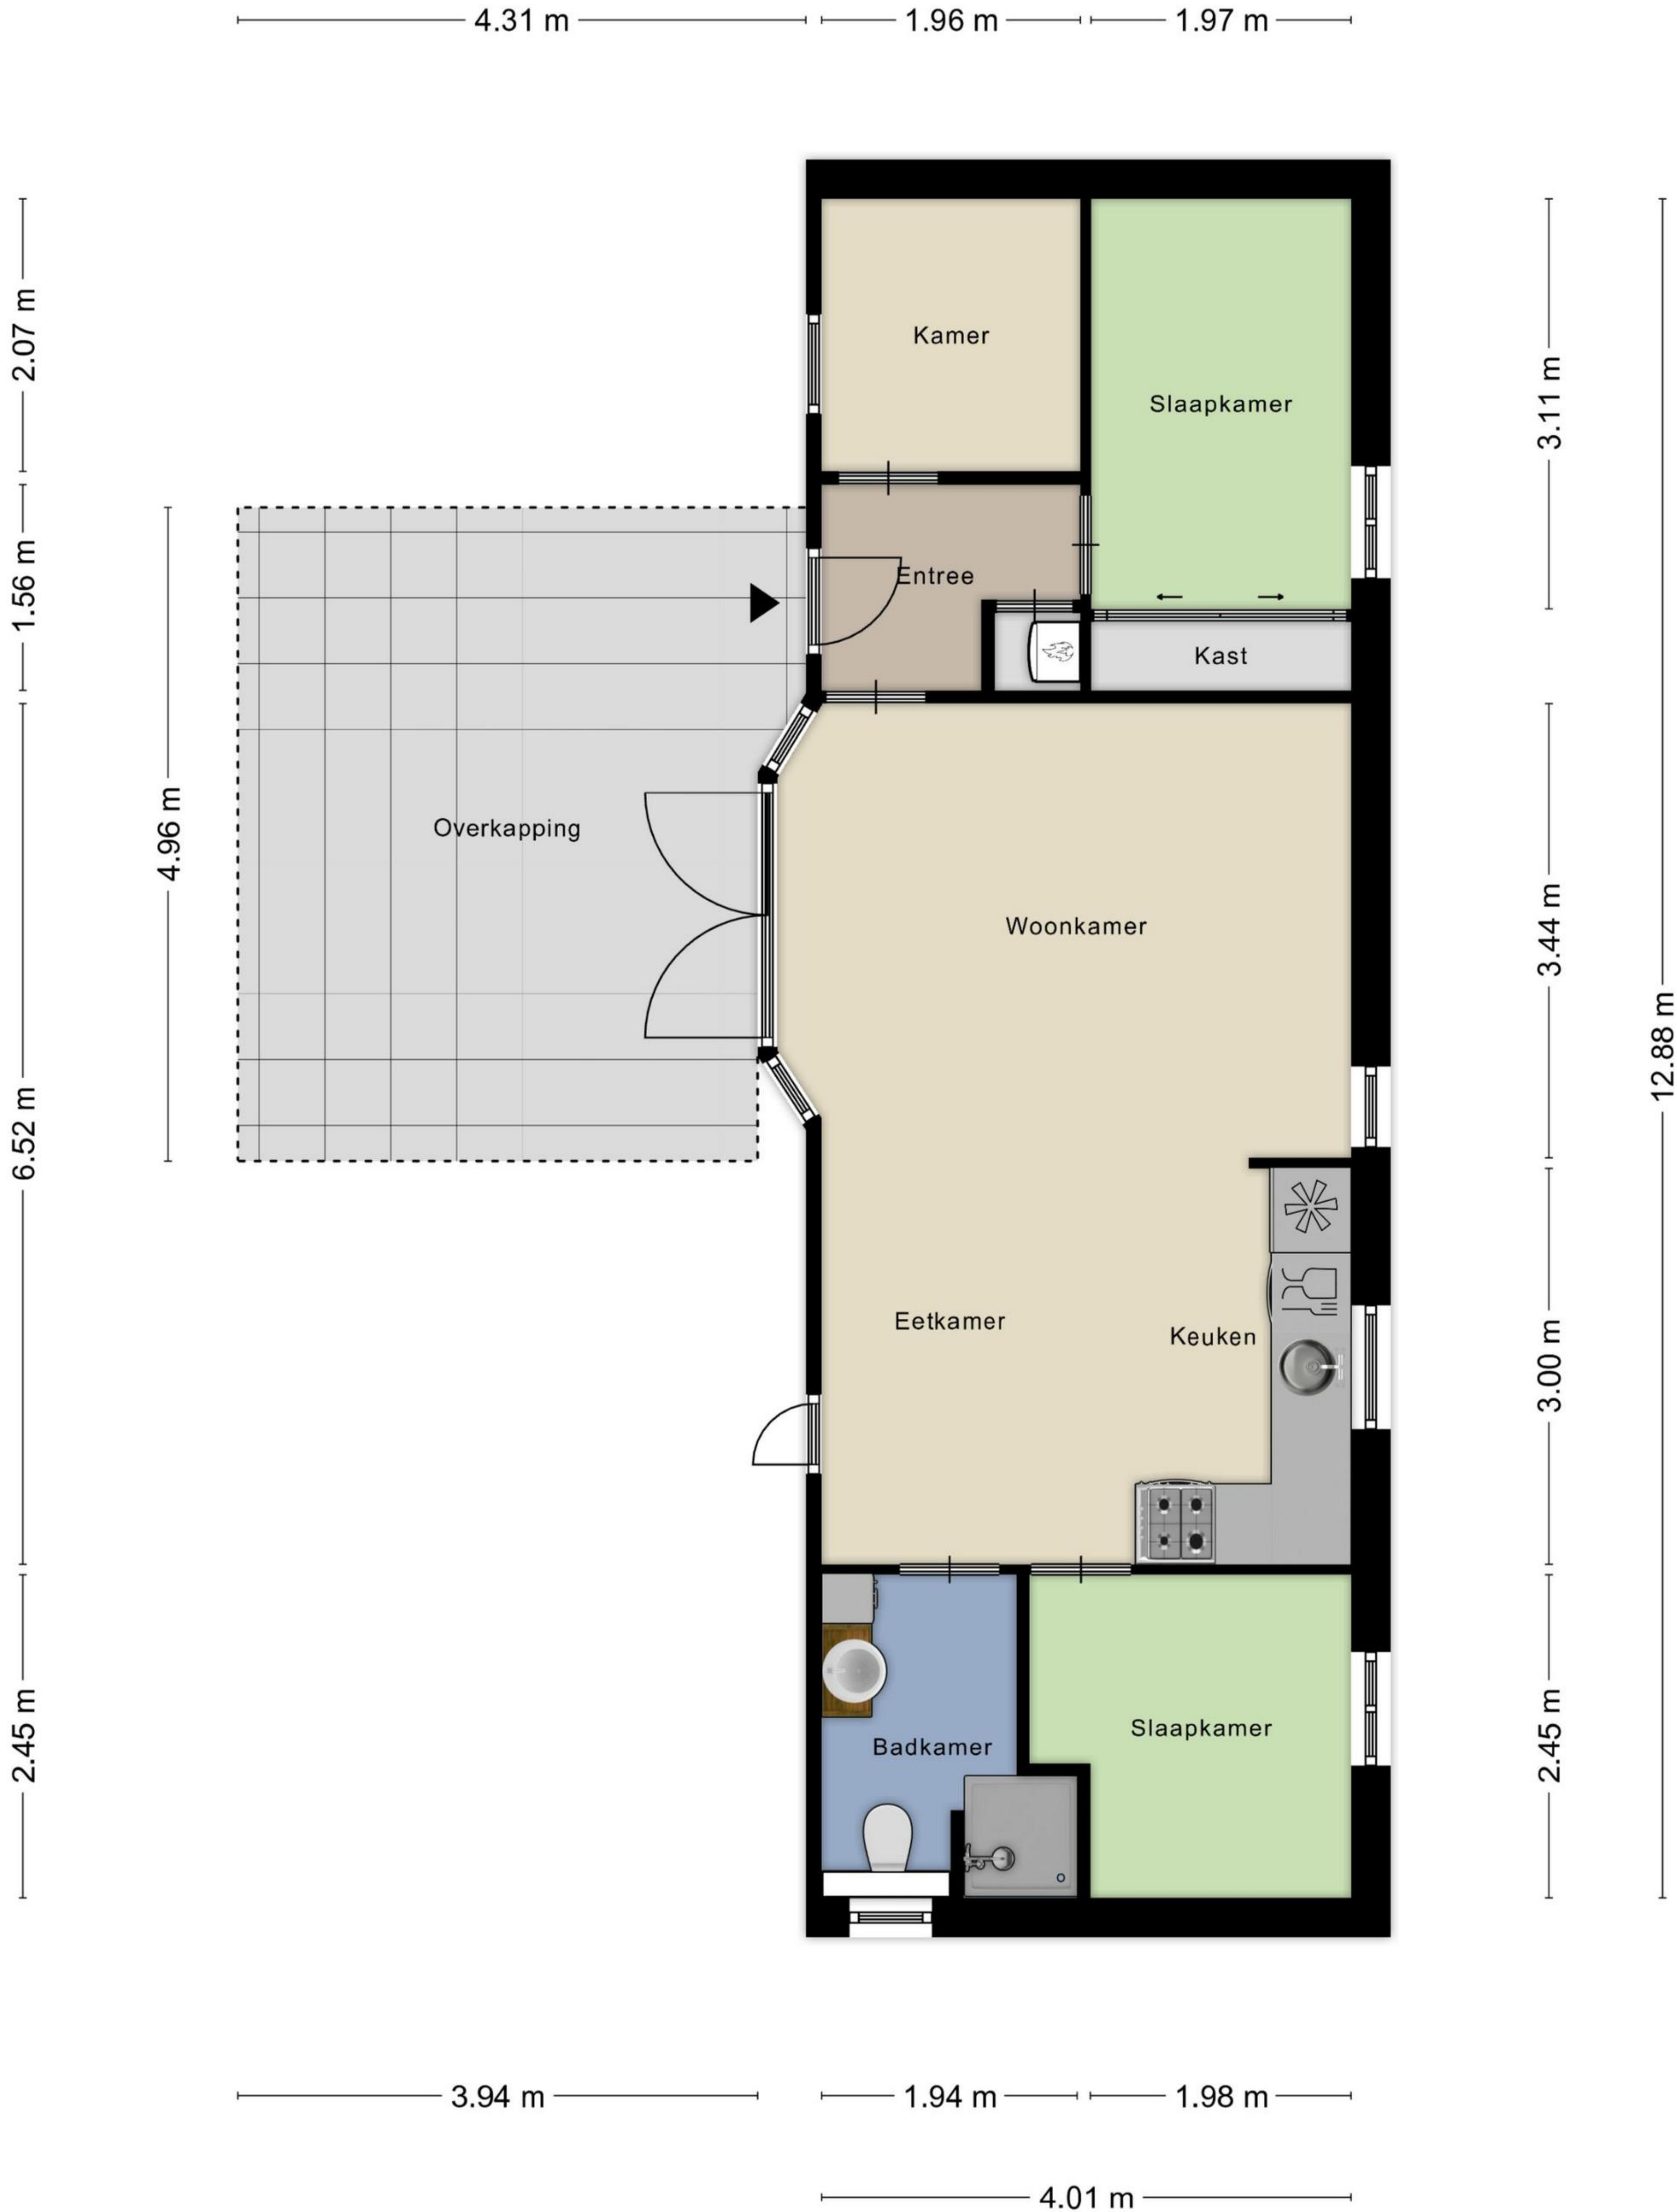 4.31 m
1.96 m
1.97 m
2.07 m
1.56 m
6.52 m
2.45 m
4.96 m
Kamer
Slaapkamer
Entree
Kast
Overkapping
Woonkamer
Eetkamer
Keuken
Badkamer
Slaapkamer
3.11 m
3.44 m
3.00 m
2.45 m
12.88 m
3.94 m
1.94 m
1.98 m
4.01 m